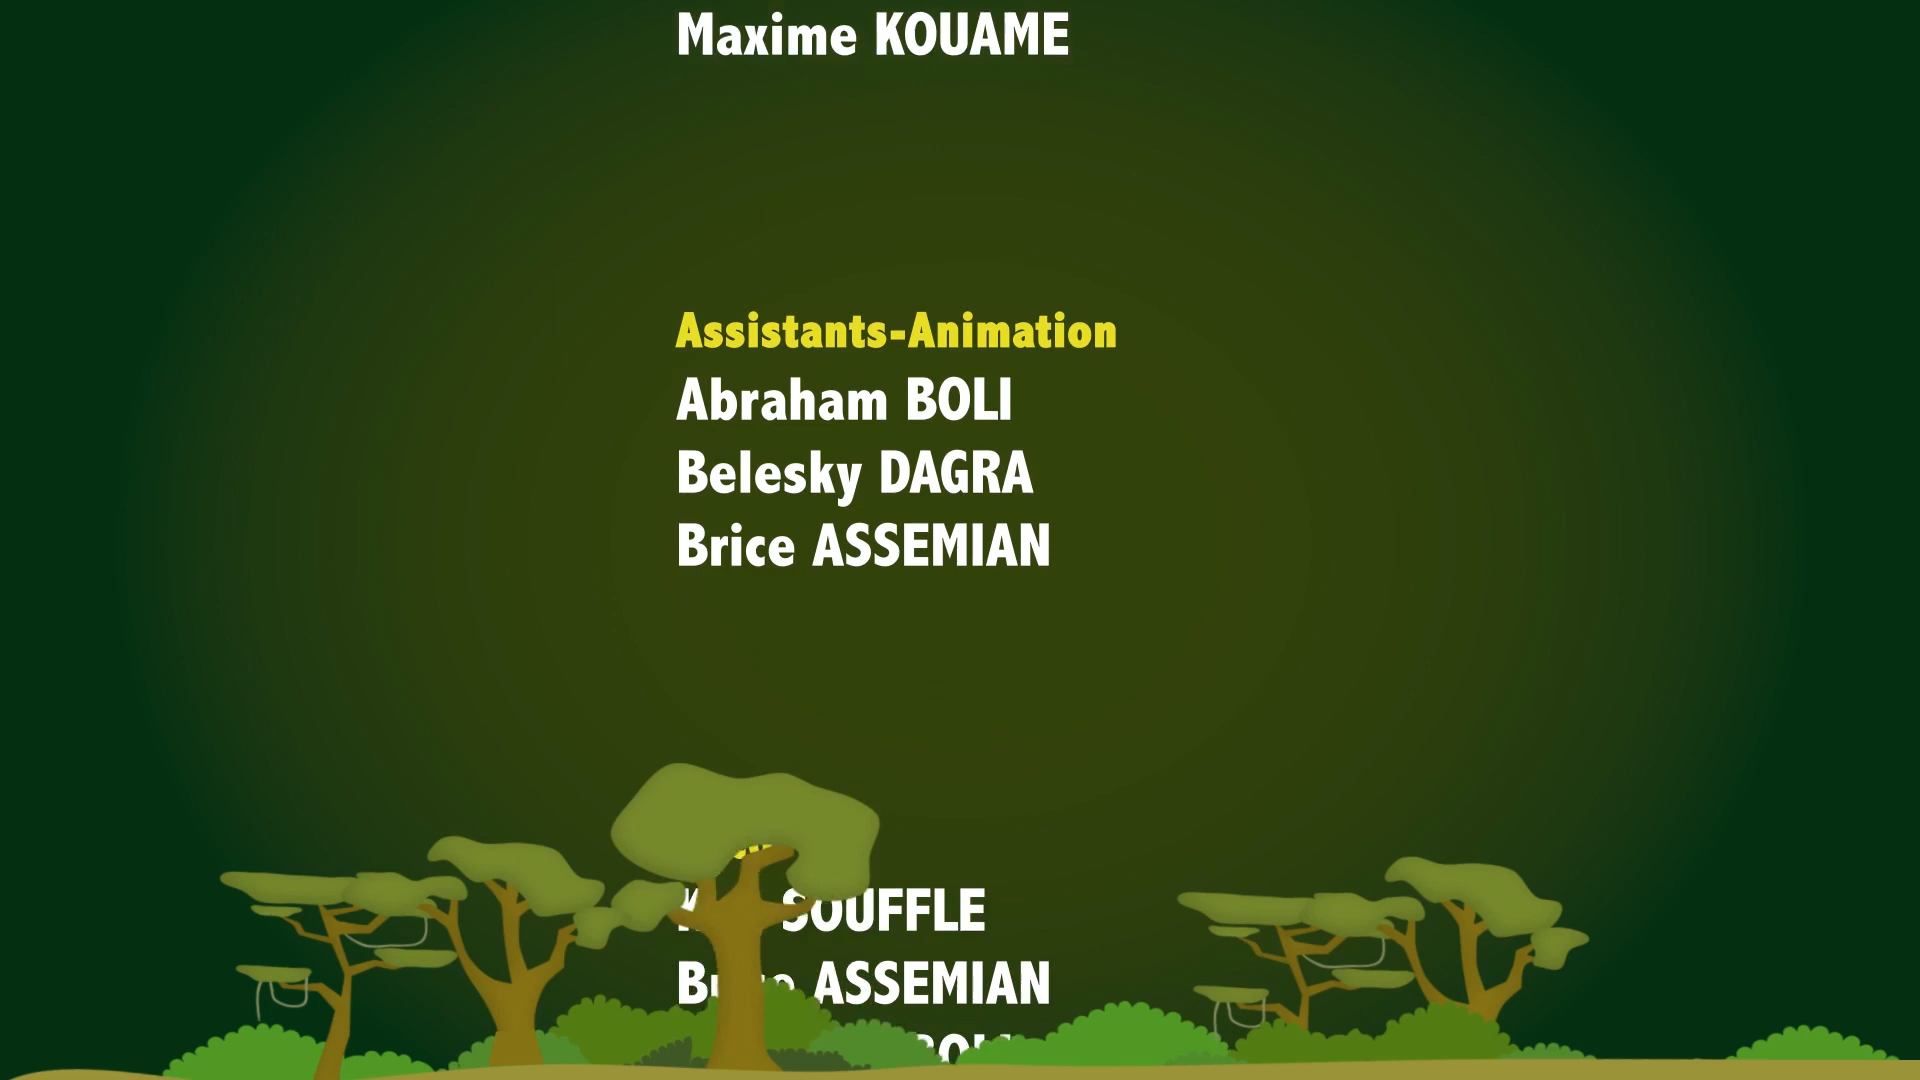 Maxime KOUAME
Assistants-Animation
Abraham BOLI
Belesky DAGRA
Brice ASSEMIAN
SOUFFLE
ASSEMIAN